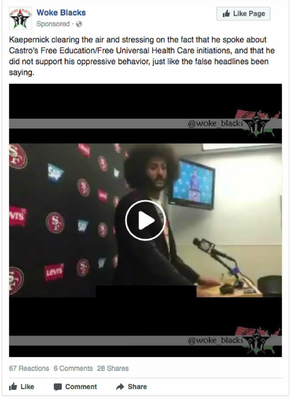 Woke Blacks
Sponsored ·
Like Page
Kaepernick clearing the air and stressing on the fact that he spoke about
Castro's Free Education/Free Universal Health Care initiations, and that he
did not support his oppressive behavior, just like the false headlines been
saying.
@woke_blacks
LEVI'S
@woke_blacks
67 Reactions 6 Comments 28 Shares
Like
Comment
Share